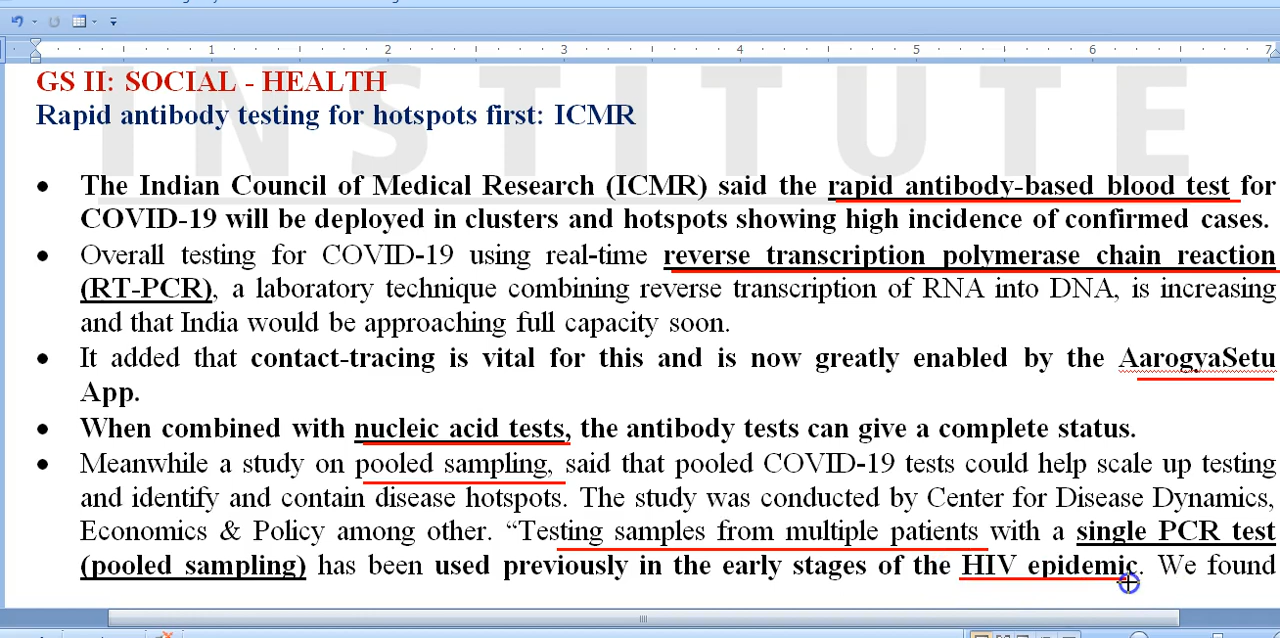 1 2 3 4 5 6 7
INSTITUTE
GS II: SOCIAL - HEALTH
Rapid antibody testing for hotspots first: ICMR
• The Indian Council of Medical Research (ICMR) said the rapid antibody-based blood test for
COVID-19 will be deployed in clusters and hotspots showing high incidence of confirmed cases.
• Overall testing for COVID-19 using real-time reverse transcription polymerase chain reaction
(RT-PCR), a laboratory technique combining reverse transcription of RNA into DNA, is increasing
and that India would be approaching full capacity soon.
• It added that contact-tracing is vital for this and is now greatly enabled by the AarogyaSetu
App.
• When combined with nucleic acid tests, the antibody tests can give a complete status.
• Meanwhile a study on pooled sampling, said that pooled COVID-19 tests could help scale up testing
and identify and contain disease hotspots. The study was conducted by Center for Disease Dynamics,
Economics & Policy among other. “Testing samples from multiple patients with a single PCR test
(pooled sampling) has been used previously in the early stages of the HIV epidemic. We found